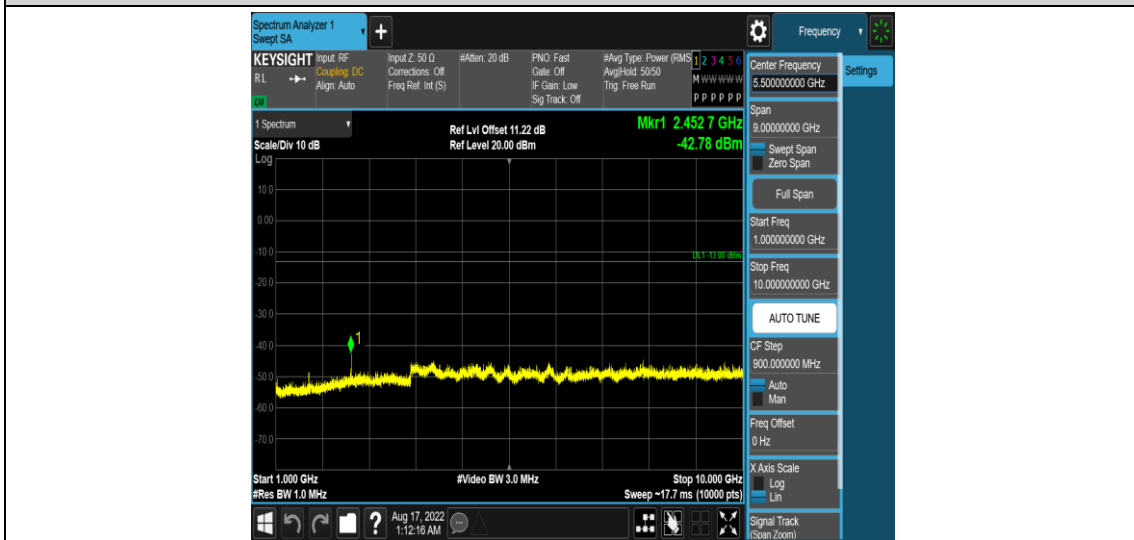 Spectrum Analyzer 1
Swept SA
Frequency
KEYSIGHT
RL
LXI
Input: RF
Coupling: DC
Align: Auto
Input Z: 50 Ω
Corrections: Off
Freq Ref: Int (S)
#Atten: 20 dB
PNO: Fast
Gate: Off
IF Gain: Low
Sig Track: Off
#Avg Type: Power (RMS
Avg|Hold: 50/50
Trig: Free Run
1 2 3 4 5 6
M W W W W W
P P P P P P
1 Spectrum
Scale/Div 10 dB
Ref Lvl Offset 11.22 dB
Ref Level 20.00 dBm
Mkr1 2.452 7 GHz
-42.78 dBm
Log
10.0
0.00
-10.0
DL1 -13.00 dBm
-20.0
-30.0
-40.0
1
-50.0
-60.0
-70.0
Start 1.000 GHz
#Res BW 1.0 MHz
#Video BW 3.0 MHz
Stop 10.000 GHz
Sweep ~17.7 ms (10000 pts)
?
Aug 17, 2022
1:12:16 AM
Center Frequency
5.500000000 GHz
Settings
Span
9.00000000 GHz
Swept Span
Zero Span
Full Span
Start Freq
1.000000000 GHz
Stop Freq
10.000000000 GHz
AUTO TUNE
CF Step
900.000000 MHz
Auto
Man
Freq Offset
0 Hz
X Axis Scale
Log
Lin
Signal Track
(Span Zoom)